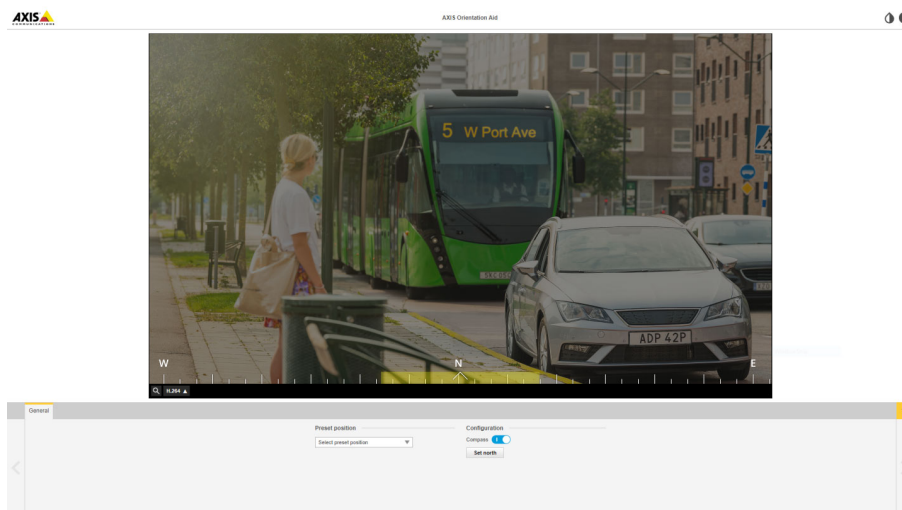 AXIS
COMMUNICATIONS
AXIS Orientation Aid
5 W Port Ave
ADP 42P
W N E
H.264
General
Preset position
Configuration
Select preset position
Compass
Set north